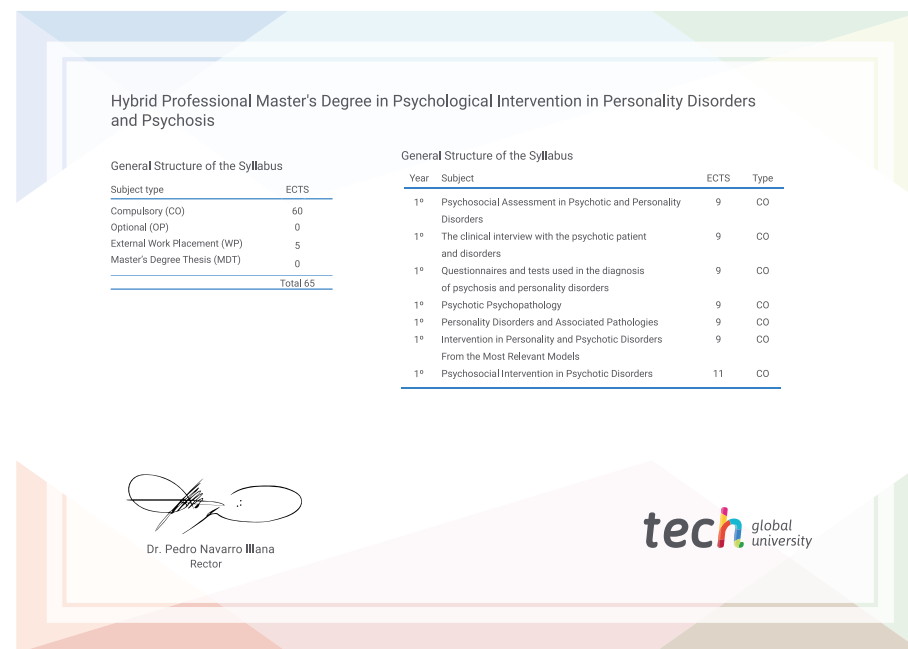 Hybrid Professional Master's Degree in Psychological Intervention in Personality Disorders
and Psychosis
General Structure of the Syllabus
Subject type ECTS
Compulsory (CO) 60
Optional (OP) 0
External Work Placement (WP) 5
Master's Degree Thesis (MDT) 0
Total 65
General Structure of the Syllabus
Year Subject ECTS Type
1º Psychosocial Assessment in Psychotic and Personality 9 CO
Disorders
1º The clinical interview with the psychotic patient 9 CO
and disorders
1º Questionnaires and tests used in the diagnosis 9 CO
of psychosis and personality disorders
1º Psychotic Psychopathology 9 CO
1º Personality Disorders and Associated Pathologies 9 CO
1º Intervention in Personality and Psychotic Disorders 9 CO
From the Most Relevant Models
1º Psychosocial Intervention in Psychotic Disorders 11 CO
Dr. Pedro Navarro Illana
Rector
tech global
university